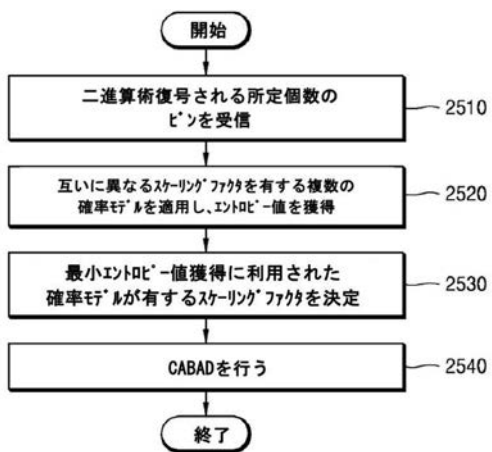 開始
二進算術復号される所定個数の
ﾋﾞﾝを受信
2510
互いに異なるｽｹｰﾘﾝｸﾞﾌｧｸﾀを有する複数の
確率ﾓﾃﾞﾙを適用し､ｴﾝﾄﾛﾋﾟｰ値を獲得
2520
最小ｴﾝﾄﾛﾋﾟｰ値獲得に利用された
確率ﾓﾃﾞﾙが有するｽｹｰﾘﾝｸﾞﾌｧｸﾀを決定
2530
CABADを行う
2540
終了